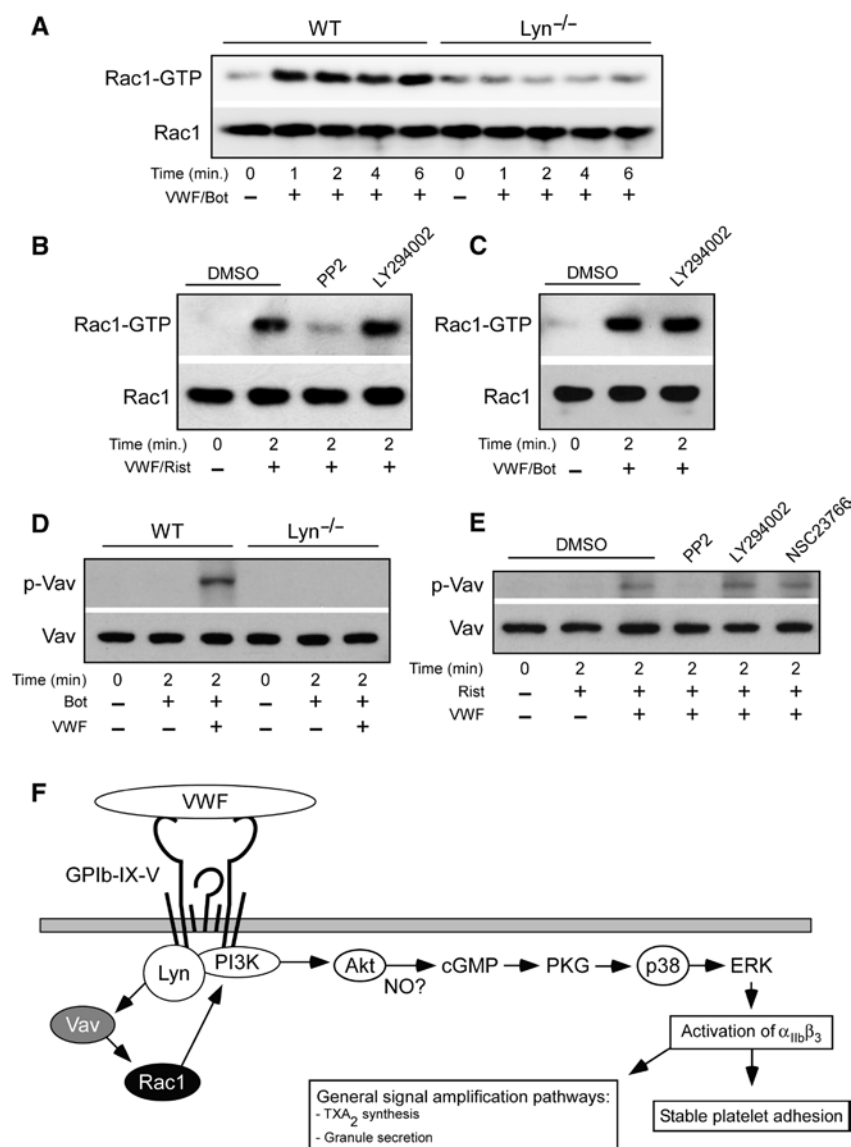 A
WT Lyn–/–
Rac1-GTP
Rac1
Time (min.) 0 1 2 4 6 0 1 2 4 6
VWF/Bot – + + + + – + + + +
B
DMSO PP2 LY294002
Rac1-GTP
Rac1
Time (min.) 0 2 2 2
VWF/Rist – + + +
C
DMSO LY294002
Rac1-GTP
Rac1
Time (min.) 0 2 2
VWF/Bot – + +
D
WT Lyn–/–
p-Vav
Vav
Time (min) 0 2 2 0 2 2
Bot – + + – + +
VWF – – + – – +
E
DMSO PP2 LY294002 NSC23766
p-Vav
Vav
Time (min) 0 2 2 2 2 2
Rist – + + + + +
VWF – – + + + +
F
VWF
GPIb-IX-V
Lyn PI3K Akt NO? cGMP PKG p38 ERK
Vav
Rac1
Activation of αIIbβ3
General signal amplification pathways:
- TXA2 synthesis
- Granule secretion
Stable platelet adhesion